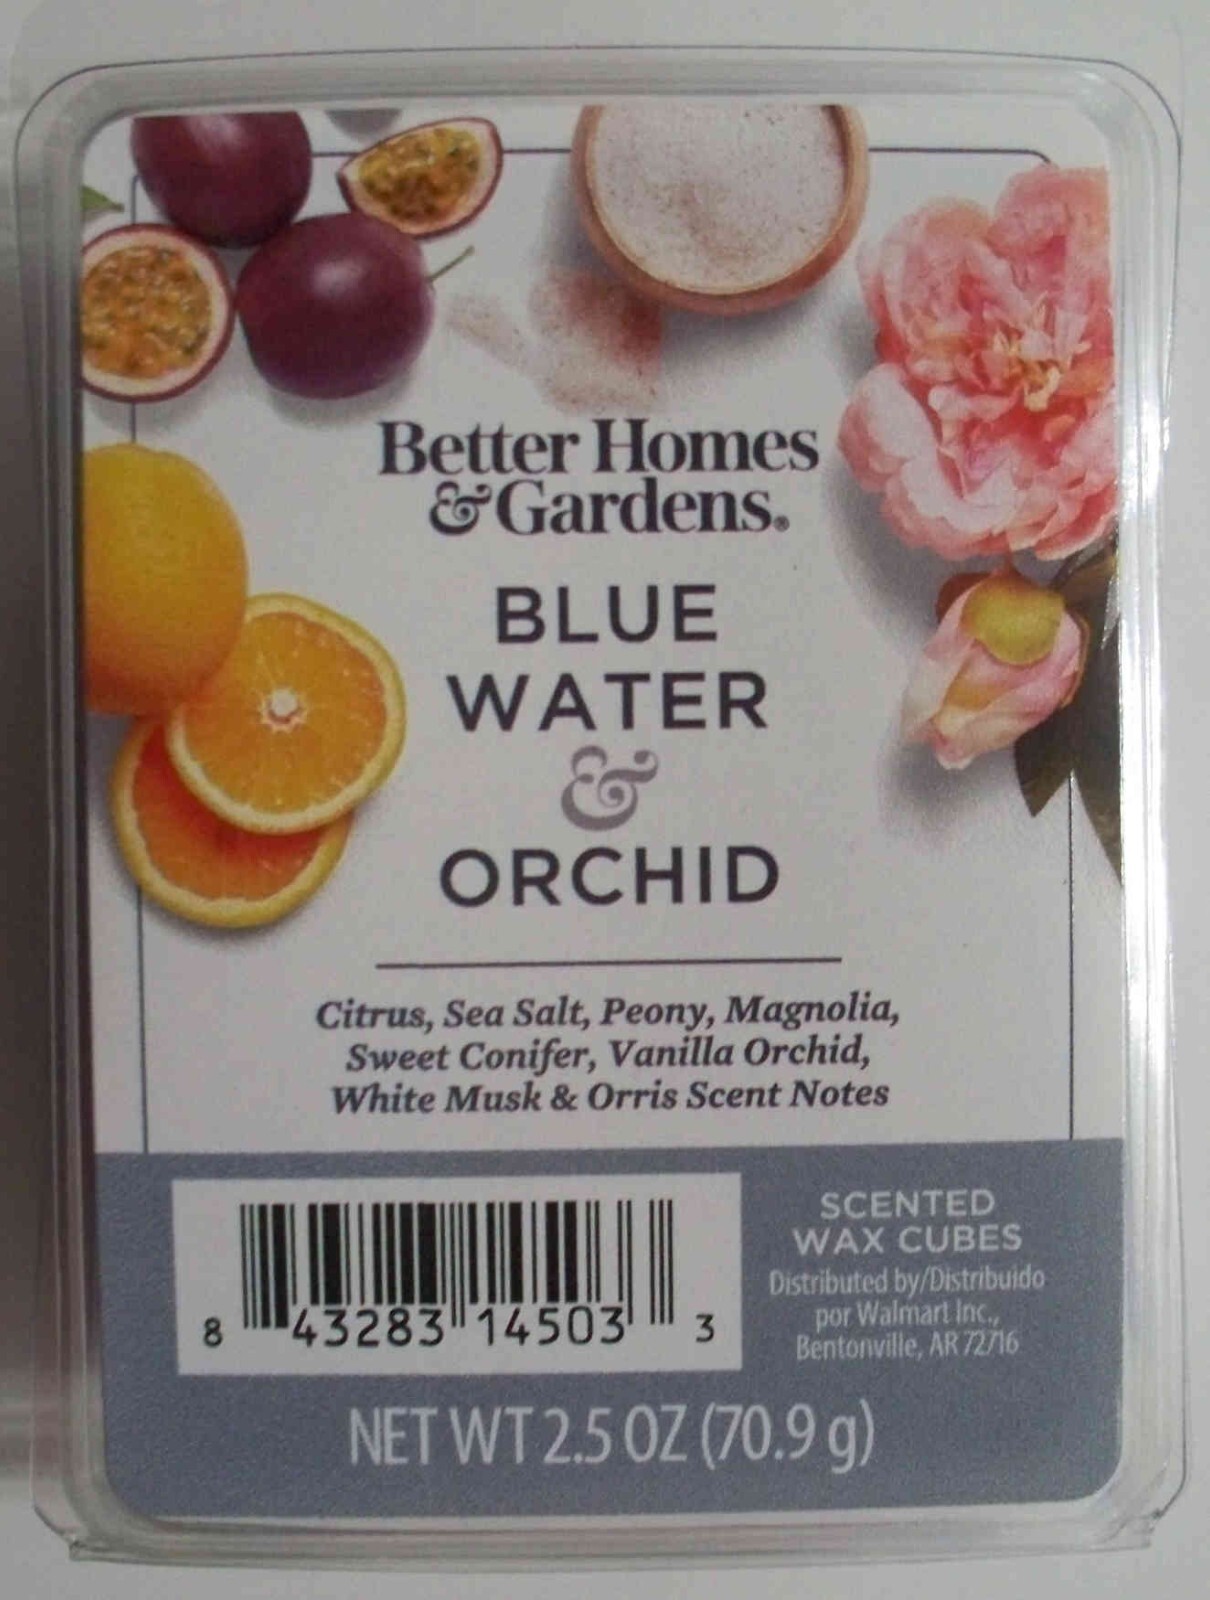 Better Homes
&Gardens®
BLUE
WATER
&
ORCHID
Citrus, Sea Salt, Peony, Magnolia,
Sweet Conifer, Vanilla Orchid,
White Musk & Orris Scent Notes
8 43283 14503 3
SCENTED
WAX CUBES
Distributed by/Distribuido
por Walmart Inc.,
Bentonville, AR 72716
NET WT 2.5 OZ (70.9 g)